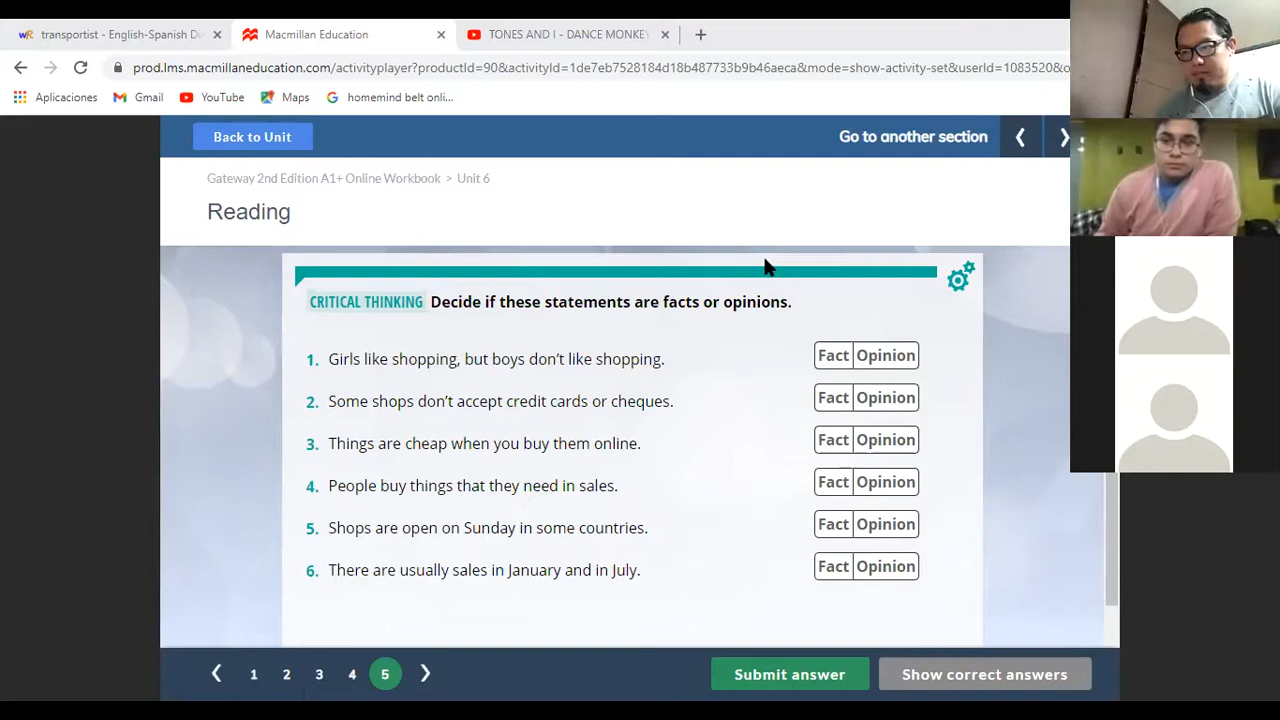 transportist - English-Spanish Di
Macmillan Education
TONES AND I - DANCE MONKEY
prod.lms.macmillaneducation.com/activityplayer?productId=90&activityId=1de7eb7528184d18b487733b9b46aeca&mode=show-activity-set&userId=1083520&o
Aplicaciones Gmail YouTube Maps homemind belt onli...
Back to Unit
Go to another section
Gateway 2nd Edition A1+ Online Workbook > Unit 6
Reading
CRITICAL THINKING Decide if these statements are facts or opinions.
1. Girls like shopping, but boys don't like shopping. Fact Opinion
2. Some shops don't accept credit cards or cheques. Fact Opinion
3. Things are cheap when you buy them online. Fact Opinion
4. People buy things that they need in sales. Fact Opinion
5. Shops are open on Sunday in some countries. Fact Opinion
6. There are usually sales in January and in July. Fact Opinion
1 2 3 4 5
Submit answer
Show correct answers